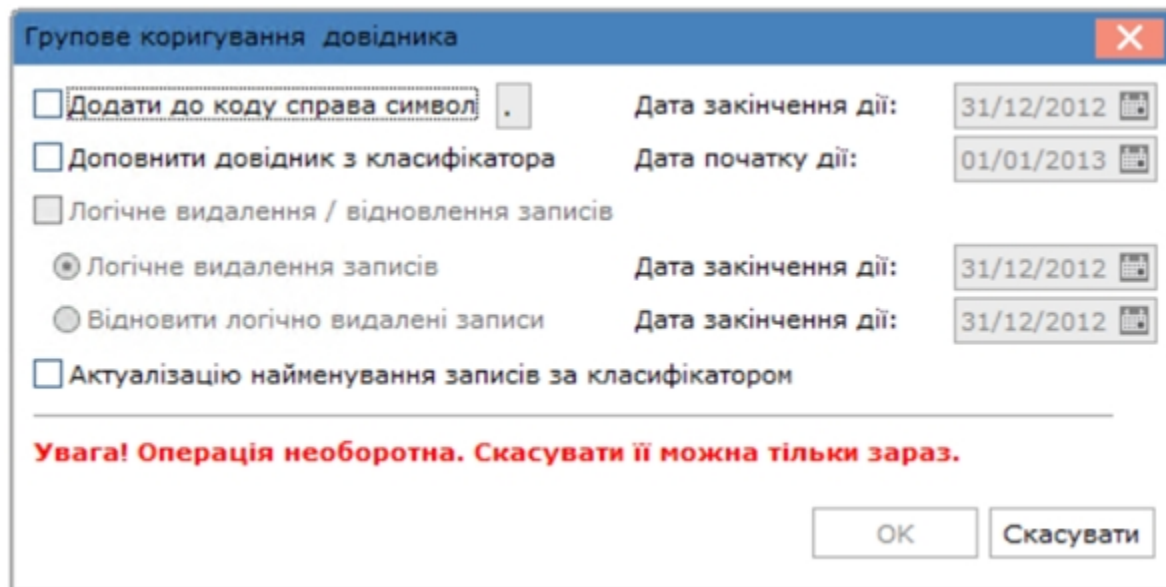 Групове коригування довідника
Додати до коду справа символ . Дата закінчення дії: 31/12/2012
Доповнити довідник з класифікатора Дата початку дії: 01/01/2013
Логічне видалення / відновлення записів
Логічне видалення записів Дата закінчення дії: 31/12/2012
Відновити логічно видалені записи Дата закінчення дії: 31/12/2012
Актуалізацію найменування записів за класифікатором
Увага! Операція необоротна. Скасувати її можна тільки зараз.
OK Скасувати